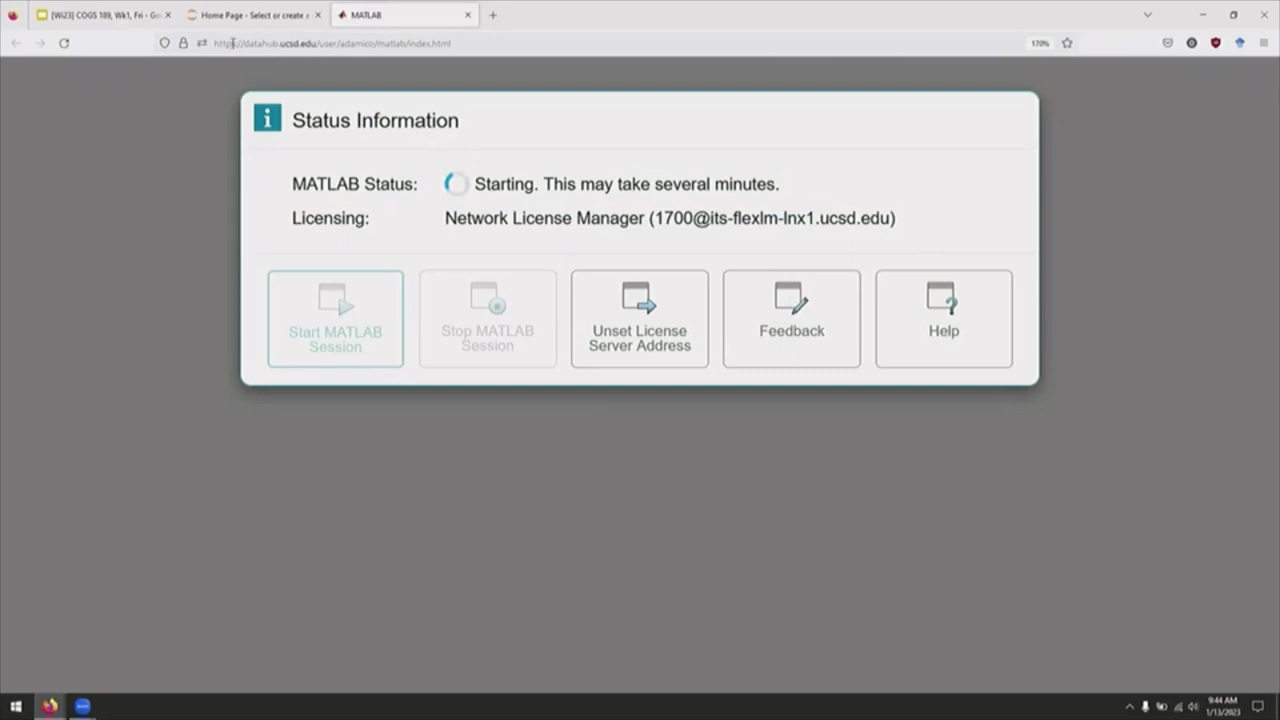 [Wi23] COGS 189, Wk1, Fri - Go
Home Page - Select or create a
MATLAB
https://datahub.ucsd.edu/user/adamico/matlab/index.html
170%
Status Information
MATLAB Status: Starting. This may take several minutes.
Licensing: Network License Manager (1700@its-flexlm-lnx1.ucsd.edu)
Start MATLAB
Session
Stop MATLAB
Session
Unset License
Server Address
Feedback
Help
9:44 AM
1/13/2023